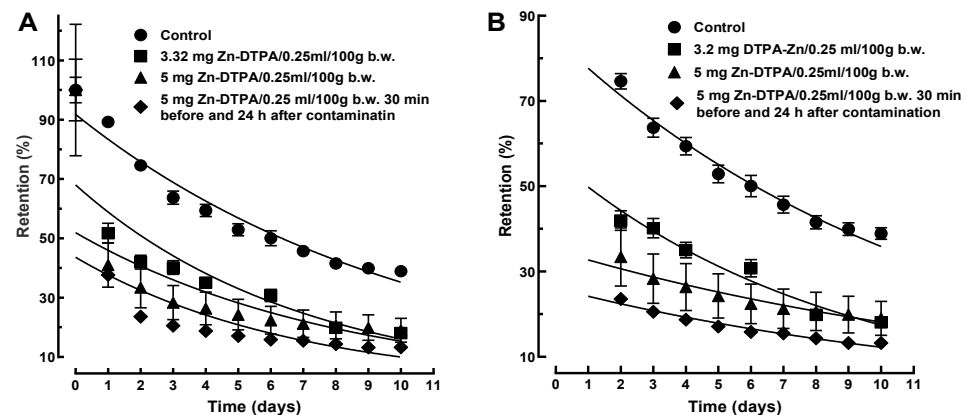 A
Control
3.32 mg Zn-DTPA/0.25ml/100g b.w.
5 mg Zn-DTPA/0.25ml/100g b.w.
5 mg Zn-DTPA/0.25 ml/100g b.w. 30 min
before and 24 h after contaminatin
Retention (%)
110
90
70
50
30
10
0 1 2 3 4 5 6 7 8 9 10 11
Time (days)
B
Control
3.2 mg DTPA-Zn/0.25 ml/100g b.w.
5 mg Zn-DTPA/0.25ml/100g b.w.
5 mg Zn-DTPA/0.25ml/100g b.w. 30 min
before and 24 h after contamination
Retention (%)
90
70
50
30
10
0 1 2 3 4 5 6 7 8 9 10 11
Time (days)